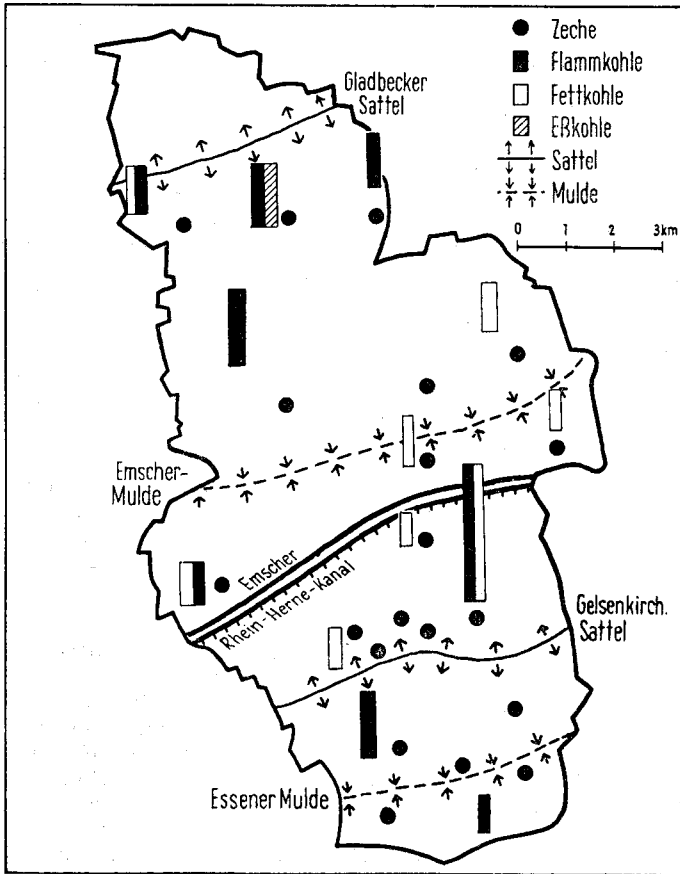 Zeche
Flammkohle
Fettkohle
Eßkohle
Sattel
Mulde
0 1 2 3km
Gladbecker
Sattel
Emscher-
Mulde
Emscher
Rhein-Herne-Kanal
Gelsenkirch.
Sattel
Essener Mulde